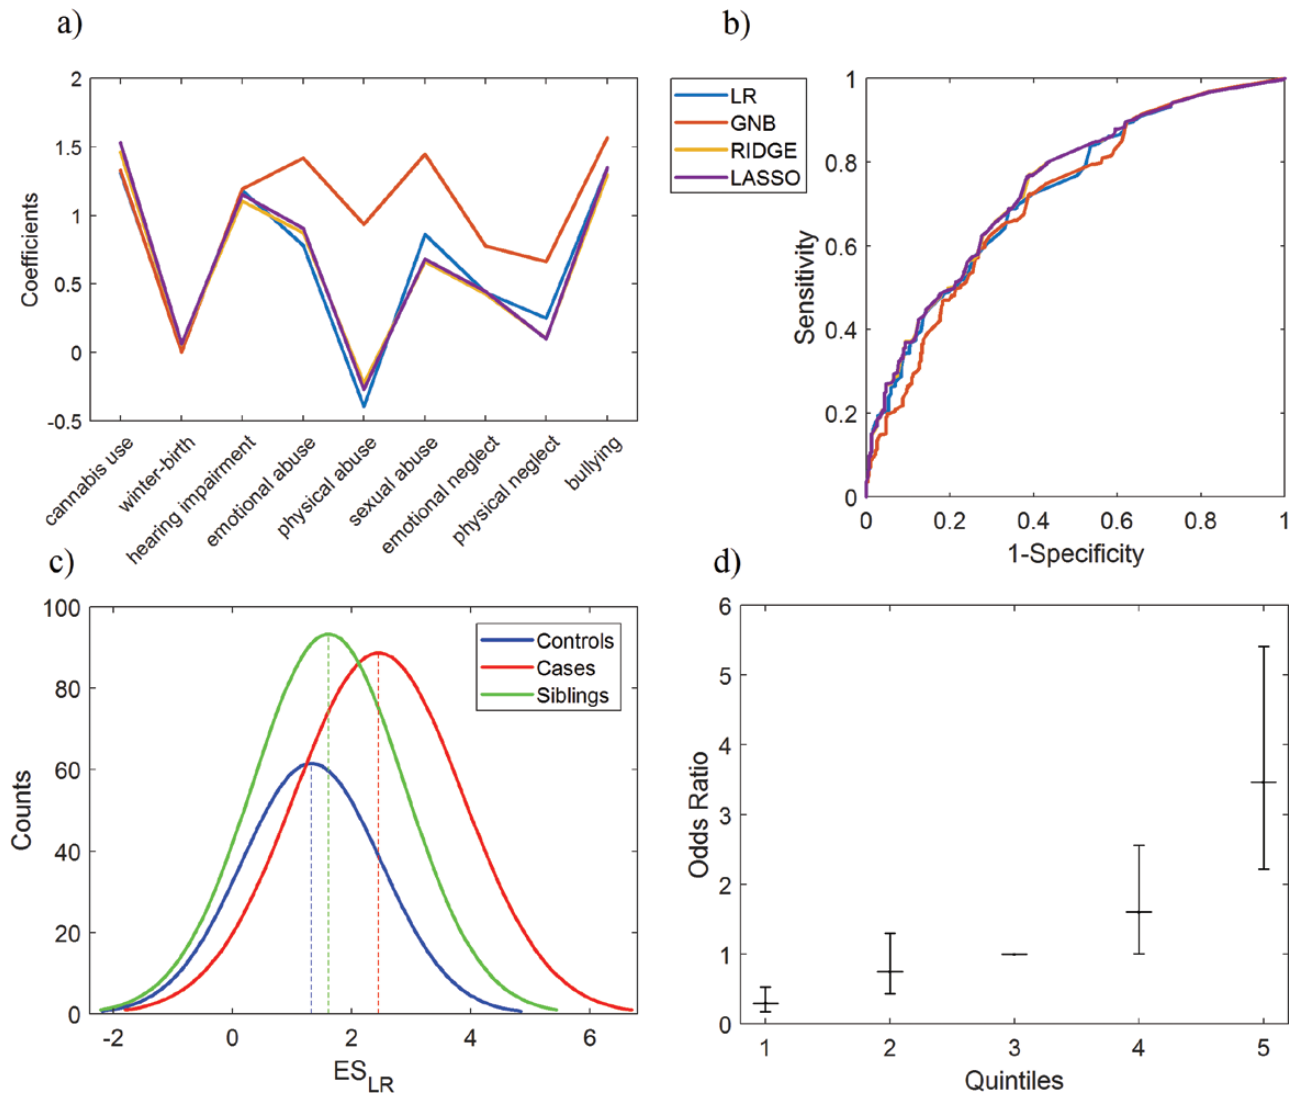 a)
2
1.5
1
0.5
0
-0.5
Coefficients
cannabis use
winter-birth
hearing impairment
emotional abuse
physical abuse
sexual abuse
emotional neglect
physical neglect
bullying
LR
GNB
RIDGE
LASSO
b)
1
0.8
0.6
0.4
0.2
0
Sensitivity
0
0.2
0.4
0.6
0.8
1
1-Specificity
c)
100
80
60
40
20
0
Counts
Controls
Cases
Siblings
-2
0
2
4
6
ES_LR
d)
6
5
4
3
2
1
0
Odds Ratio
1
2
3
4
5
Quintiles